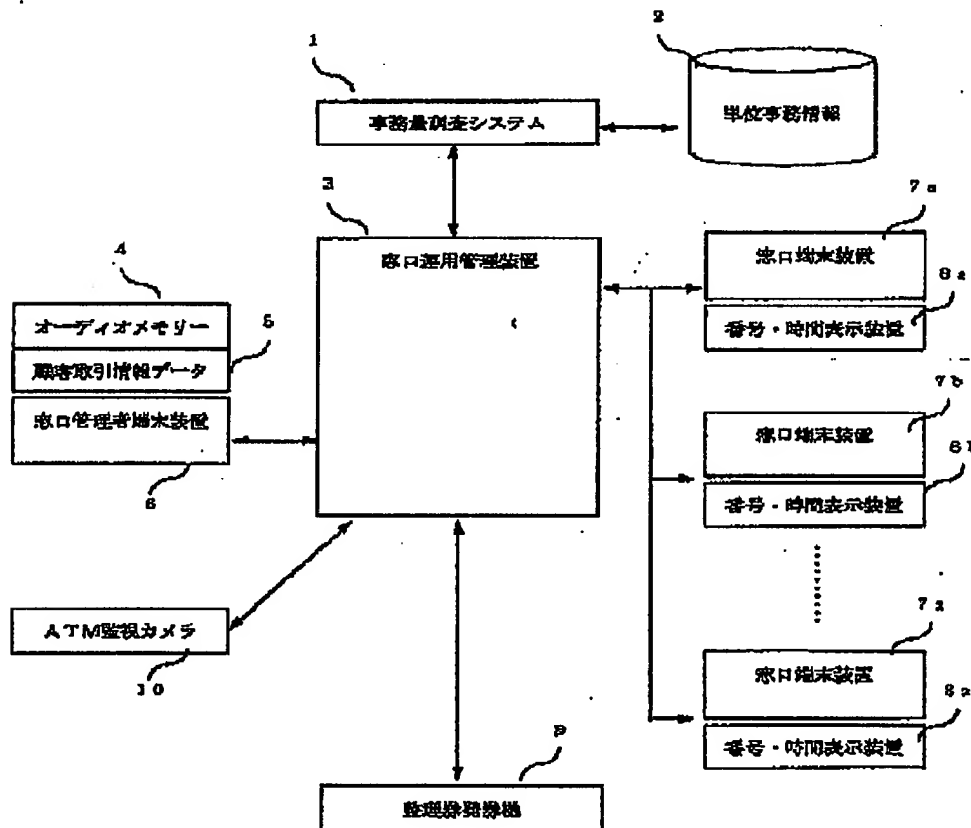 1
2
事務量調査システム
単位事務情報
3
7a
4
窓口運用管理装置
窓口端末装置
8a
オーディオメモリー
5
番号・時間表示装置
顧客取引情報データ
7b
窓口管理者端末装置
窓口端末装置
6
番号・時間表示装置
ATM監視カメラ
10
窓口端末装置
番号・時間表示装置
9
整理券発券機